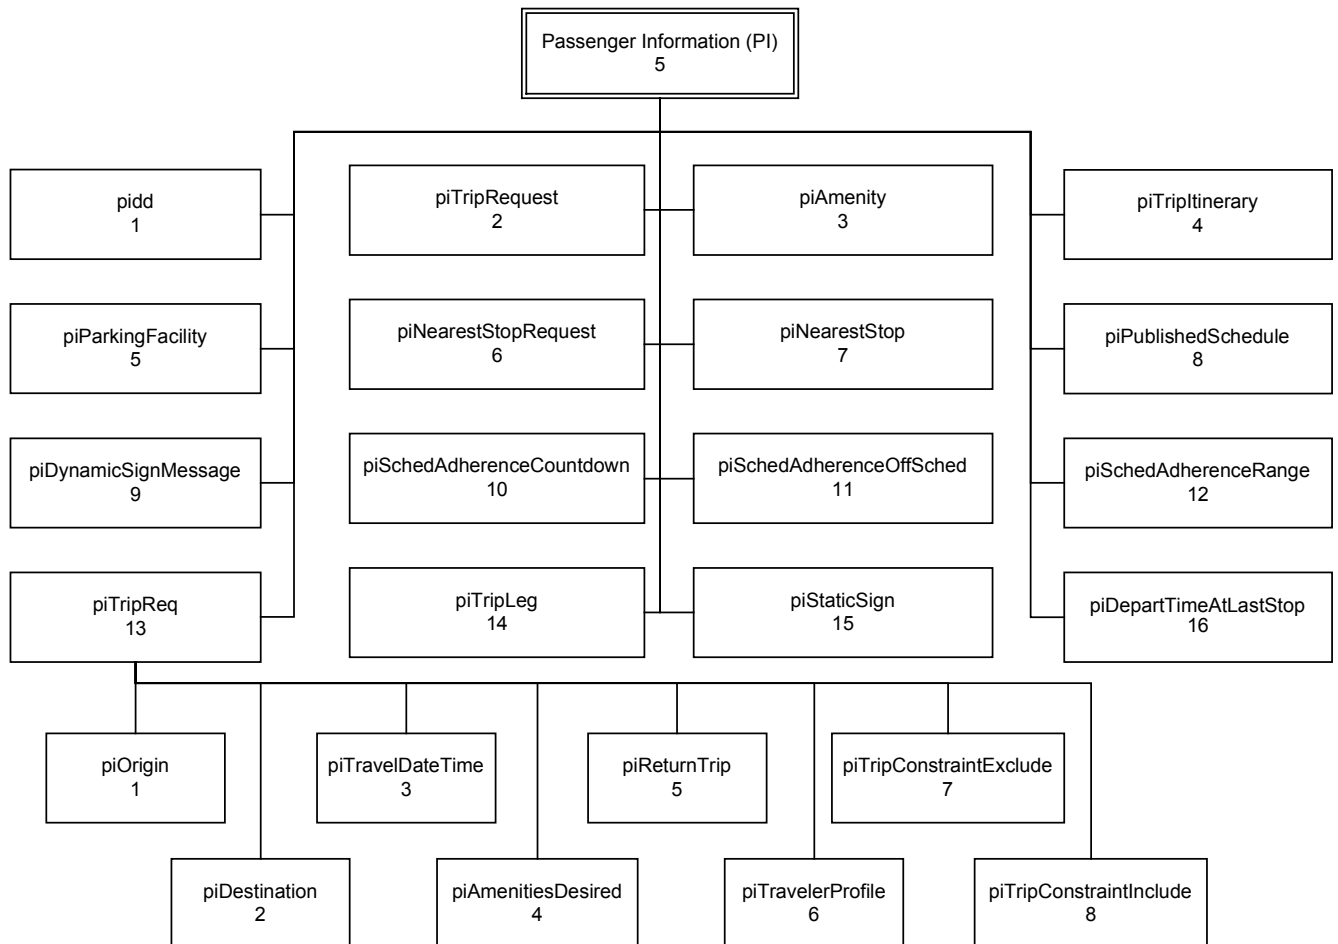 Passenger Information (PI)
5
pidd
1
piTripRequest
2
piAmenity
3
piTripItinerary
4
piParkingFacility
5
piNearestStopRequest
6
piNearestStop
7
piPublishedSchedule
8
piDynamicSignMessage
9
piSchedAdherenceCountdown
10
piSchedAdherenceOffSched
11
piSchedAdherenceRange
12
piTripReq
13
piTripLeg
14
piStaticSign
15
piDepartTimeAtLastStop
16
piOrigin
1
piTravelDateTime
3
piReturnTrip
5
piTripConstraintExclude
7
piDestination
2
piAmenitiesDesired
4
piTravelerProfile
6
piTripConstraintInclude
8